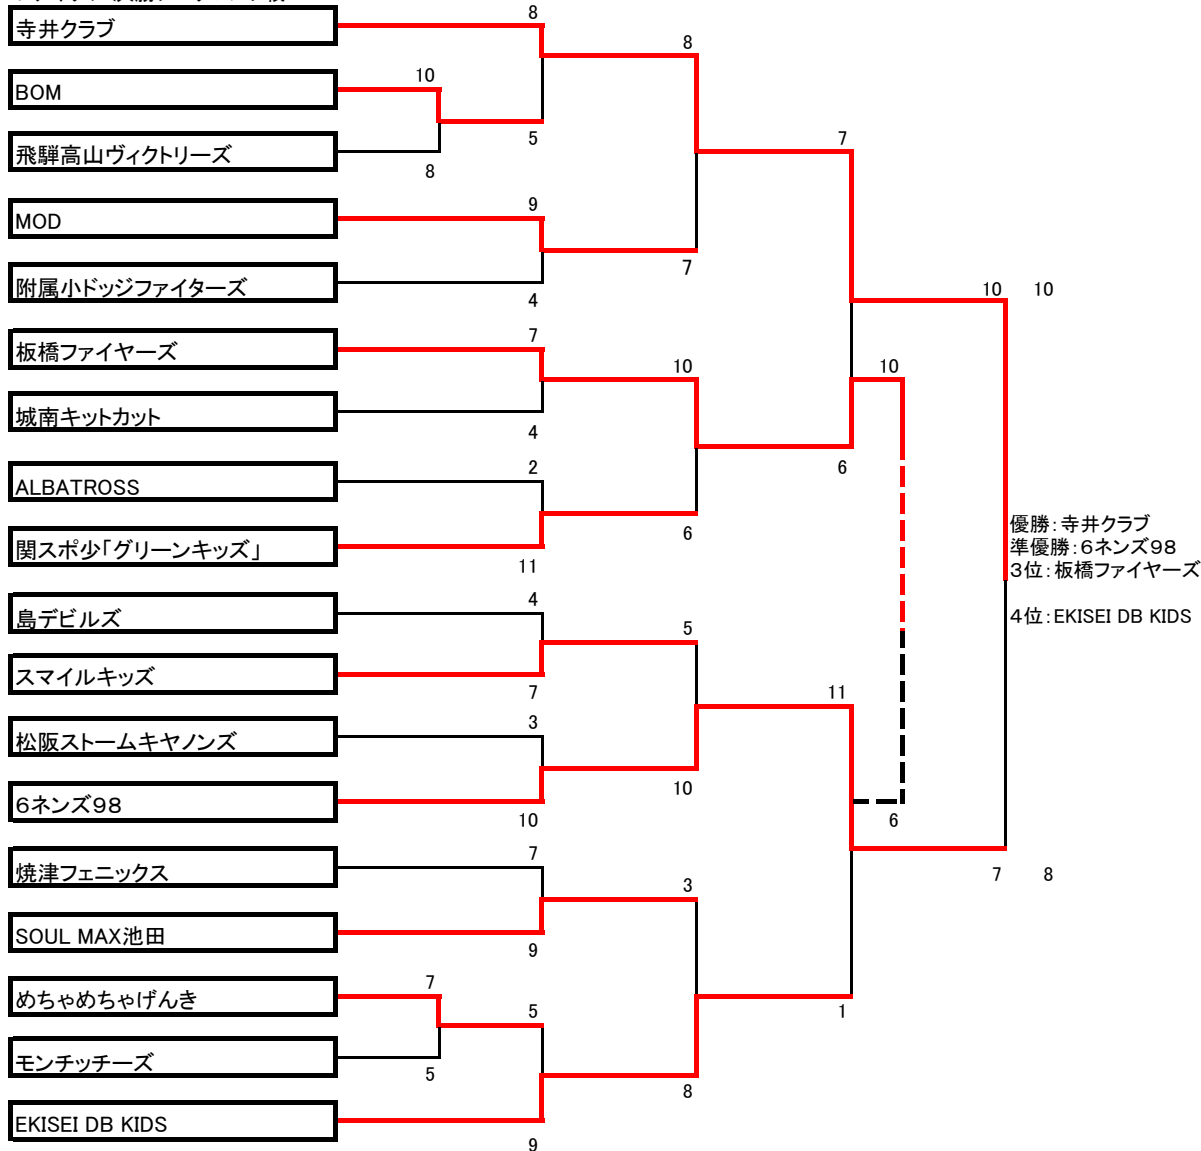 寺井クラブ
8
8
BOM
10
5
7
飛騨高山ヴィクトリーズ
8
MOD
9
7
附属小ドッジファイターズ
4
10 10
板橋ファイヤーズ
7
10
10
城南キットカット
4
6
ALBATROSS
2
6
関スポ少「グリーンキッズ」
11
優勝：寺井クラブ
準優勝：６ネンズ９８
３位：板橋ファイヤーズ
４位：EKISEI DB KIDS
島デビルズ
4
5
スマイルキッズ
7
11
松阪ストームキヤノンズ
3
10
６ネンズ９８
10
6
焼津フェニックス
7
3
7 8
SOUL MAX池田
9
めちゃめちゃげんき
7
5
1
モンチッチーズ
5
8
EKISEI DB KIDS
9